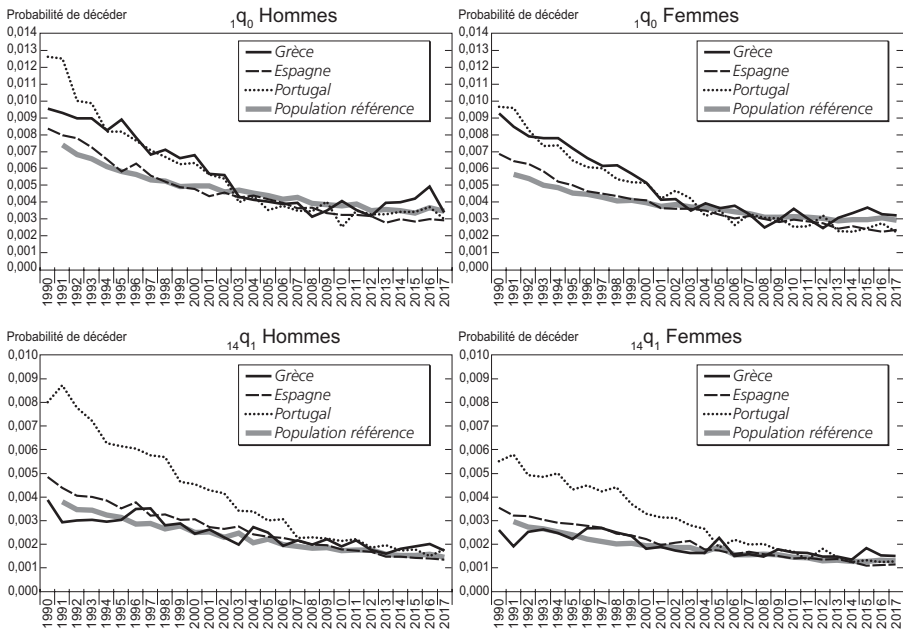 Probabilité de décéder
₁q₀ Hommes
0,014
0,013
0,012
0,011
0,010
0,009
0,008
0,007
0,006
0,005
0,004
0,003
0,002
0,001
0,000
Grèce
Espagne
Portugal
Population référence
1990 1991 1992 1993 1994 1995 1996 1997 1998 1999 2000 2001 2002 2003 2004 2005 2006 2007 2008 2009 2010 2011 2012 2013 2014 2015 2016 2017
Probabilité de décéder
₁q₀ Femmes
0,014
0,013
0,012
0,011
0,010
0,009
0,008
0,007
0,006
0,005
0,004
0,003
0,002
0,001
0,000
Grèce
Espagne
Portugal
Population référence
1990 1991 1992 1993 1994 1995 1996 1997 1998 1999 2000 2001 2002 2003 2004 2005 2006 2007 2008 2009 2010 2011 2012 2013 2014 2015 2016 2017
Probabilité de décéder
₁₄q₁ Hommes
0,010
0,009
0,008
0,007
0,006
0,005
0,004
0,003
0,002
0,001
0,000
Grèce
Espagne
Portugal
Population référence
1990 1991 1992 1993 1994 1995 1996 1997 1998 1999 2000 2001 2002 2003 2004 2005 2006 2007 2008 2009 2010 2011 2012 2013 2014 2015 2016 2017
Probabilité de décéder
₁₄q₁ Femmes
0,010
0,009
0,008
0,007
0,006
0,005
0,004
0,003
0,002
0,001
0,000
Grèce
Espagne
Portugal
Population référence
1990 1991 1992 1993 1994 1995 1996 1997 1998 1999 2000 2001 2002 2003 2004 2005 2006 2007 2008 2009 2010 2011 2012 2013 2014 2015 2016 2017